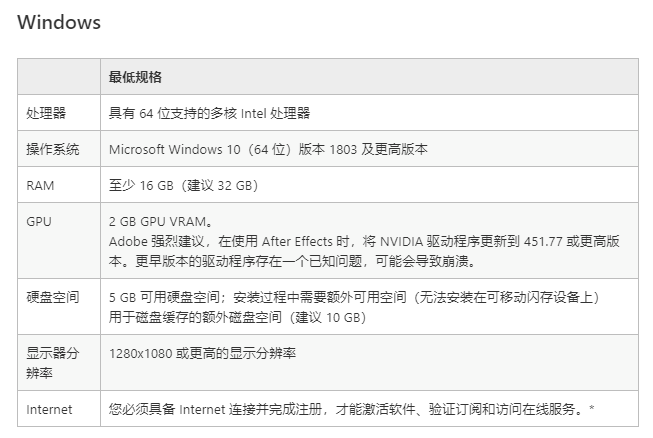 Windows
最低规格
处理器 具有 64 位支持的多核 Intel 处理器
操作系统 Microsoft Windows 10（64 位）版本 1803 及更高版本
RAM 至少 16 GB（建议 32 GB）
GPU 2 GB GPU VRAM。
Adobe 强烈建议，在使用 After Effects 时，将 NVIDIA 驱动程序更新到 451.77 或更高版
本。更早版本的驱动程序存在一个已知问题，可能会导致崩溃。
硬盘空间 5 GB 可用硬盘空间；安装过程中需要额外可用空间（无法安装在可移动闪存设备上）
用于磁盘缓存的额外磁盘空间（建议 10 GB）
显示器分
辨率 1280x1080 或更高的显示分辨率
Internet 您必须具备 Internet 连接并完成注册，才能激活软件、验证订阅和访问在线服务。*